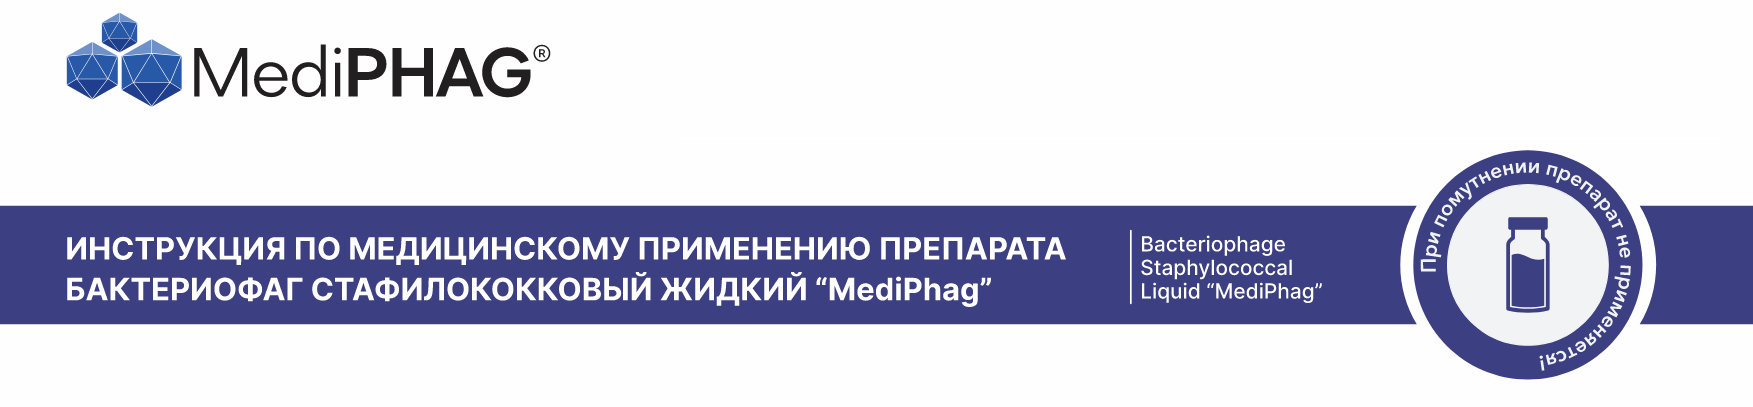 MediPHAG®
ИНСТРУКЦИЯ ПО МЕДИЦИНСКОМУ ПРИМЕНЕНИЮ ПРЕПАРАТА
БАКТЕРИОФАГ СТАФИЛОКОККОВЫЙ ЖИДКИЙ “MediPhag”
Bacteriophage
Staphylococcal
Liquid “MediPhag”
При помутнении препарат не применяется!